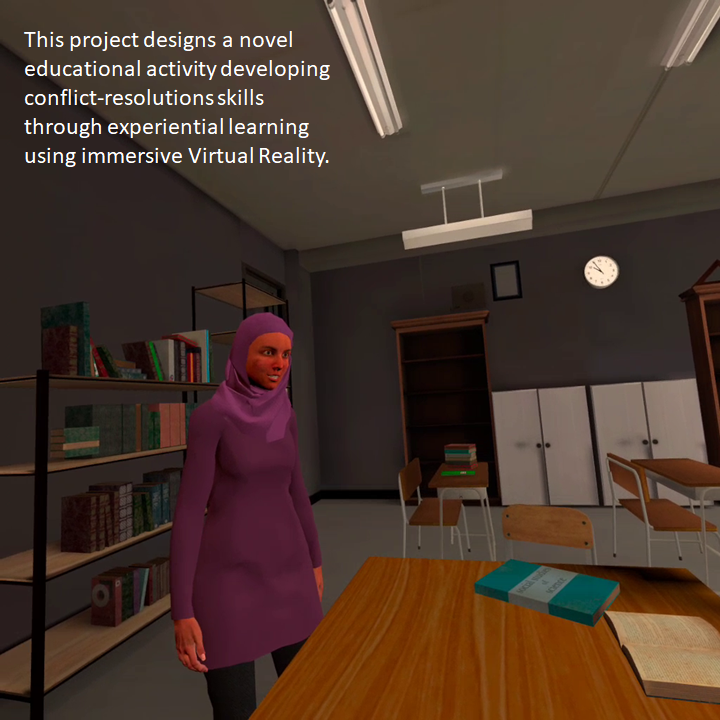 This project designs a novel
educational activity developing
conflict-resolutions skills
through experiential learning
using immersive Virtual Reality.